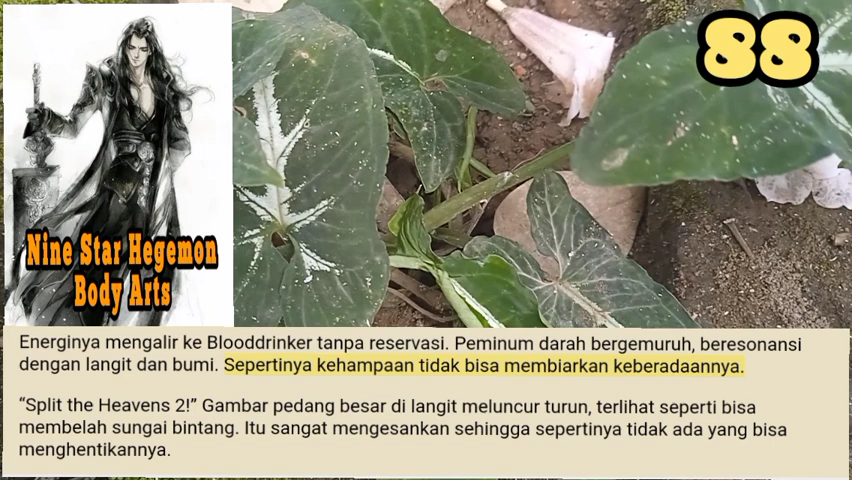 88
Nine Star Hegemon
Body Arts
Energinya mengalir ke Blooddrinker tanpa reservasi. Peminum darah bergemuruh, beresonansi
dengan langit dan bumi. Sepertinya kehampaan tidak bisa membiarkan keberadaannya.
“Split the Heavens 2!” Gambar pedang besar di langit meluncur turun, terlihat seperti bisa
membelah sungai bintang. Itu sangat mengesankan sehingga sepertinya tidak ada yang bisa
menghentikannya.